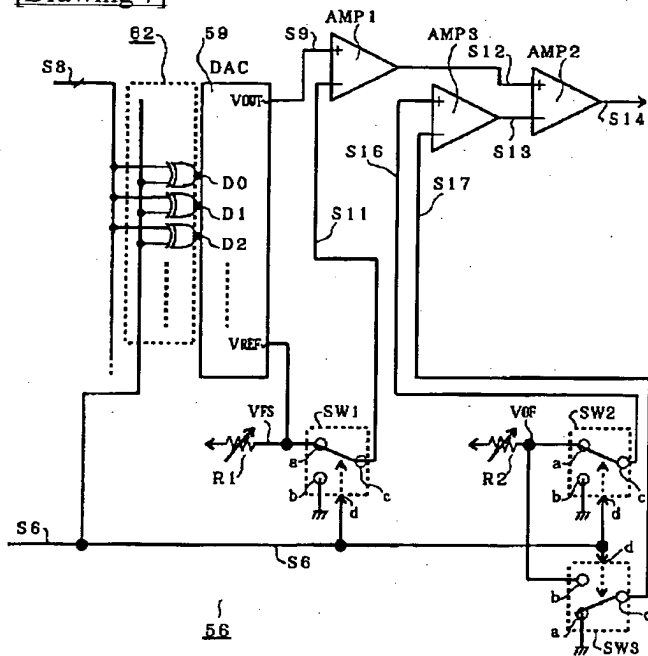 [Drawing 7]
62
59
S8
DAC
VOUT
S9
AMP1
AMP3
S12
AMP2
S16
S13
S14
S17
S11
D0
D1
D2
VREF
VFS
SW1
a
b
c
d
R1
VOF
SW2
a
b
c
d
R2
S6
S6
d
b
a
c
SW3
56